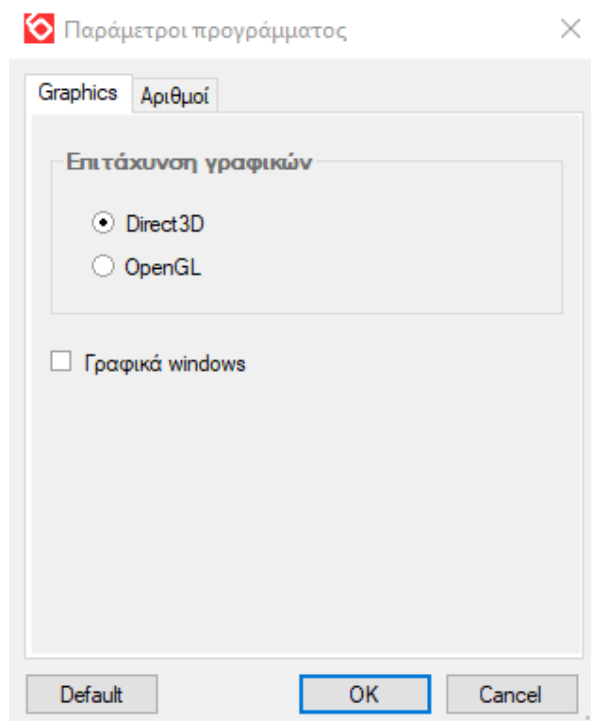 Παράμετροι προγράμματος
Graphics Αριθμοί
Επιτάχυνση γραφικών
Direct3D
OpenGL
Γραφικά windows
Default OK Cancel